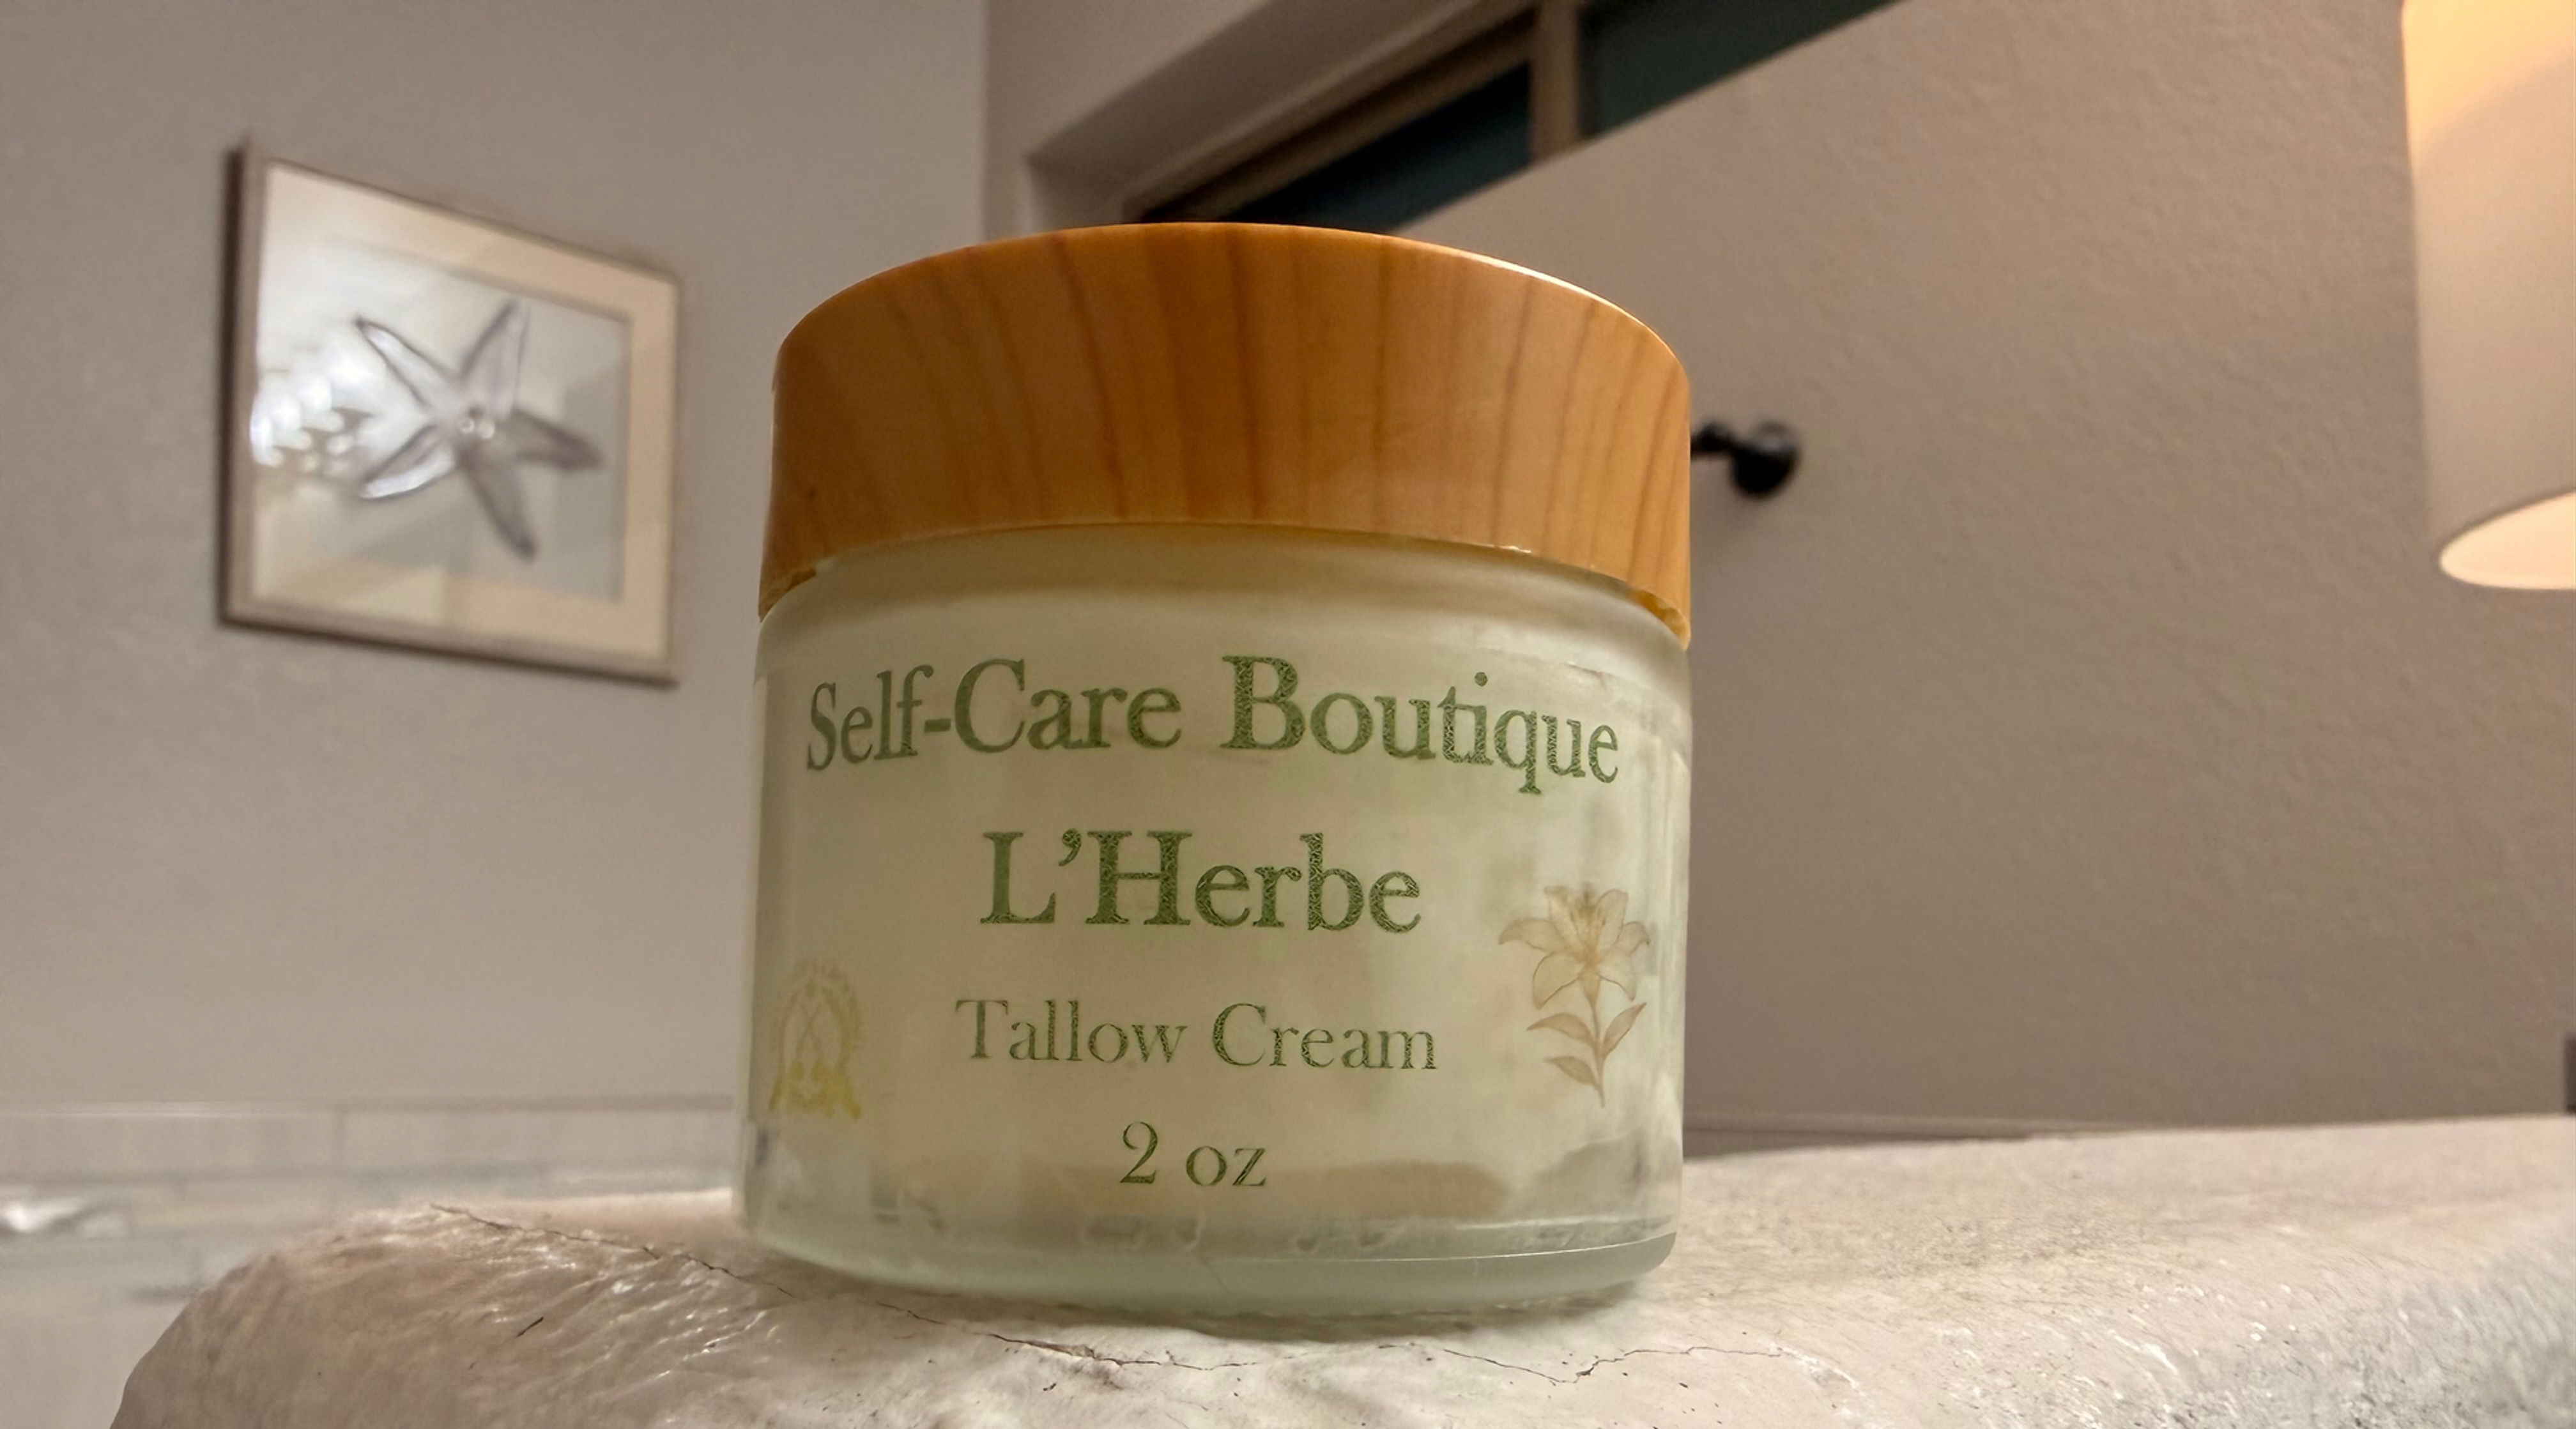 Self-Care Boutique
L'Herbe
Tallow Cream
2 oz